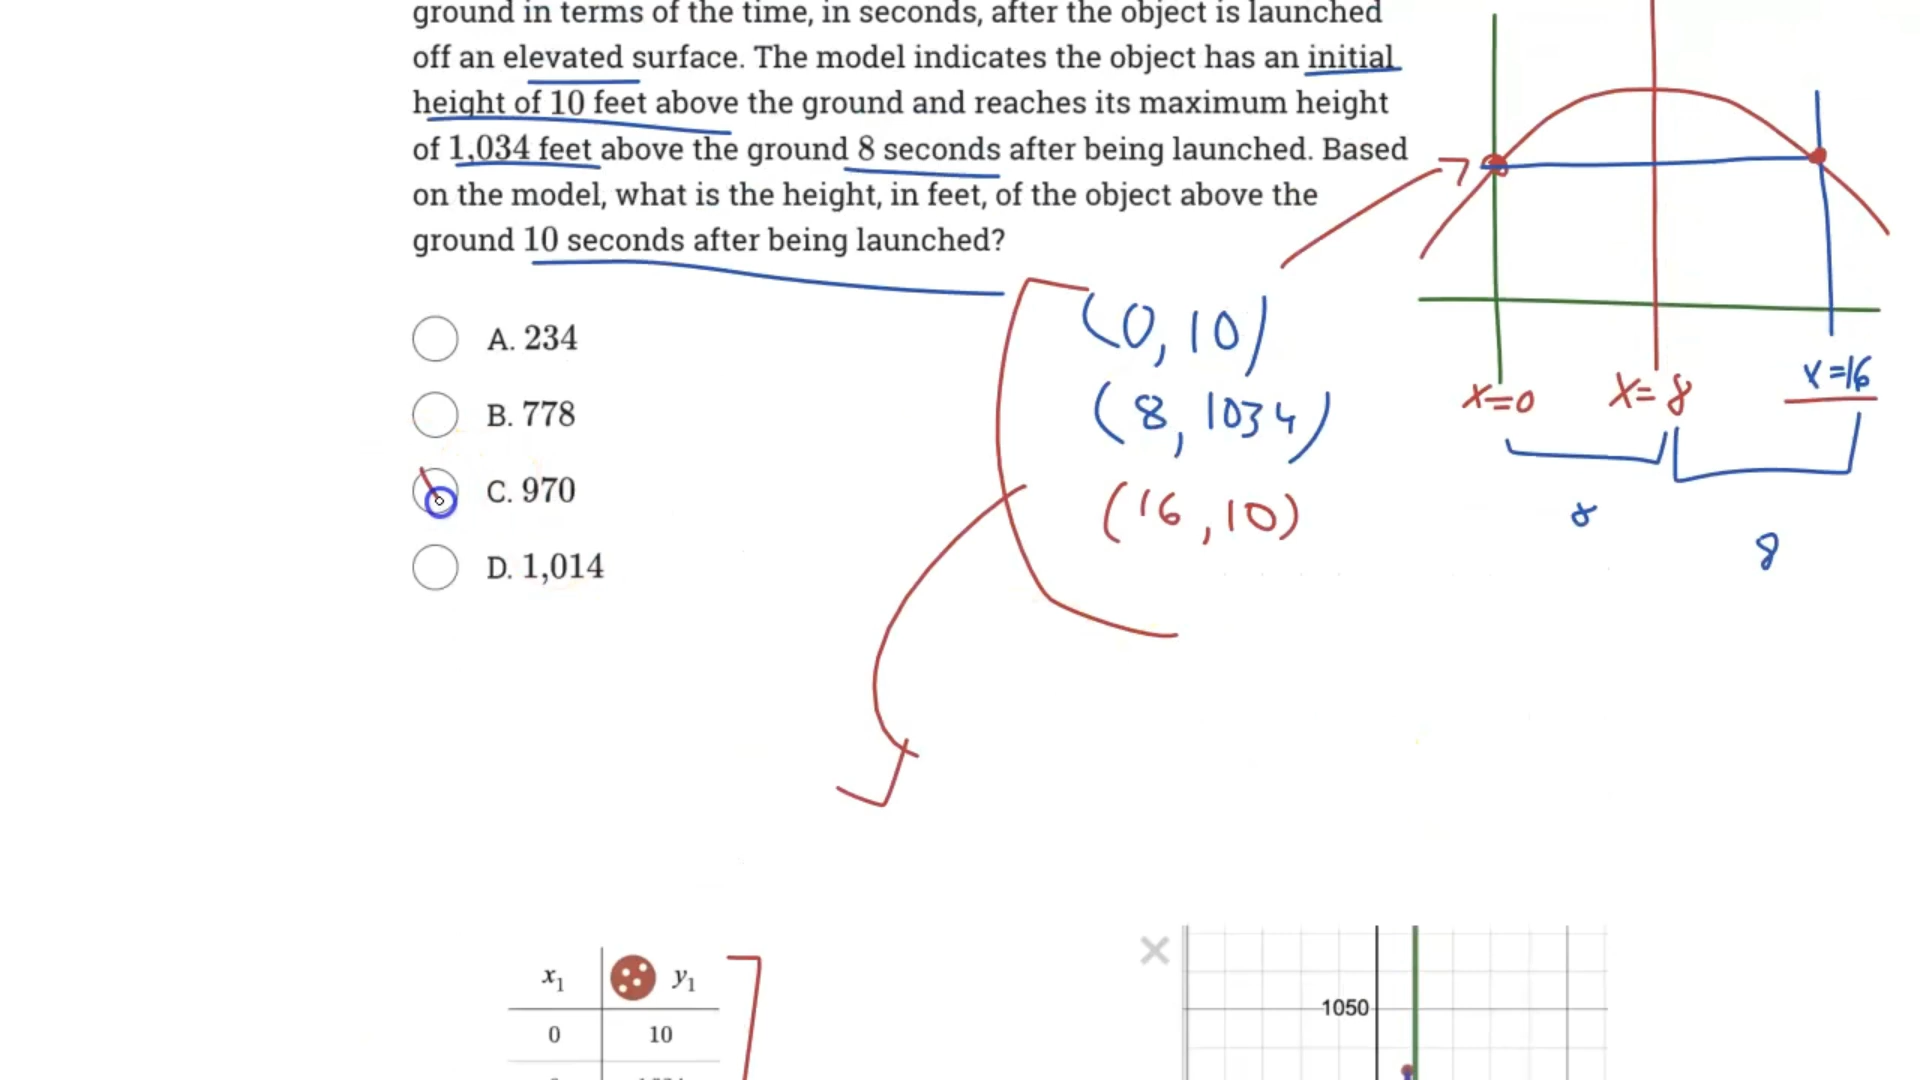 ground in terms of the time, in seconds, after the object is launched
off an elevated surface. The model indicates the object has an initial
height of 10 feet above the ground and reaches its maximum height
of 1,034 feet above the ground 8 seconds after being launched. Based
on the model, what is the height, in feet, of the object above the
ground 10 seconds after being launched?
A. 234
B. 778
C. 970
D. 1,014
(0,10)
(8,1034)
(16,10)
x=0
x=8
x=16
8
8
x₁ y₁
0 10
1050